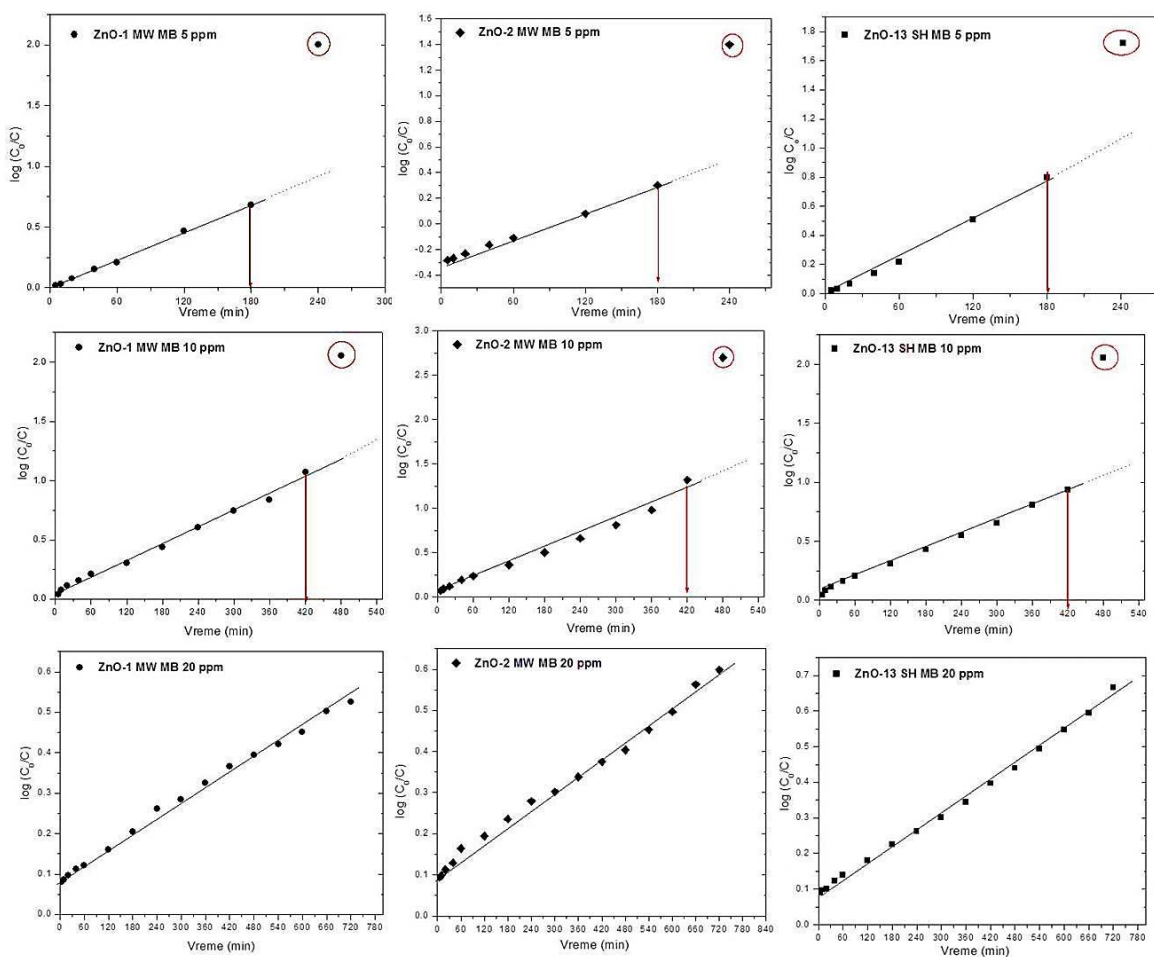 ZnO-1 MW MB 5 ppm
log (C₀/C)
2.0
1.5
1.0
0.5
0.0
0 60 120 180 240 300
Vreme (min)
ZnO-2 MW MB 5 ppm
log (C₀/C)
1.6
1.4
1.2
1.0
0.8
0.6
0.4
0.2
0.0
-0.2
-0.4
0 60 120 180 240
Vreme (min)
ZnO-13 SH MB 5 ppm
log C₀/C)
1.8
1.6
1.4
1.2
1.0
0.8
0.6
0.4
0.2
0.0
0 60 120 180 240
Vreme (min)
ZnO-1 MW MB 10 ppm
log (C₀/C)
2.0
1.5
1.0
0.5
0.0
0 60 120 180 240 300 360 420 480 540
Vreme (min)
ZnO-2 MW MB 10 ppm
log (C₀/C)
3.0
2.5
2.0
1.5
1.0
0.5
0.0
0 60 120 180 240 300 360 420 480 540
Vreme (min)
ZnO-13 SH MB 10 ppm
log (C₀/C)
2.0
1.5
1.0
0.5
0.0
0 60 120 180 240 300 360 420 480 540
Vreme (min)
ZnO-1 MW MB 20 ppm
log (C₀/C)
0.6
0.5
0.4
0.3
0.2
0.1
0.0
0 60 120 180 240 300 360 420 480 540 600 660 720 780
Vreme (min)
ZnO-2 MW MB 20 ppm
log (C₀/C)
0.6
0.5
0.4
0.3
0.2
0.1
0.0
0 60 120 180 240 300 360 420 480 540 600 660 720 780 840
Vreme (min)
ZnO-13 SH MB 20 ppm
log (C₀/C)
0.7
0.6
0.5
0.4
0.3
0.2
0.1
0.0
0 60 120 180 240 300 360 420 480 540 600 660 720 780
Vreme (min)